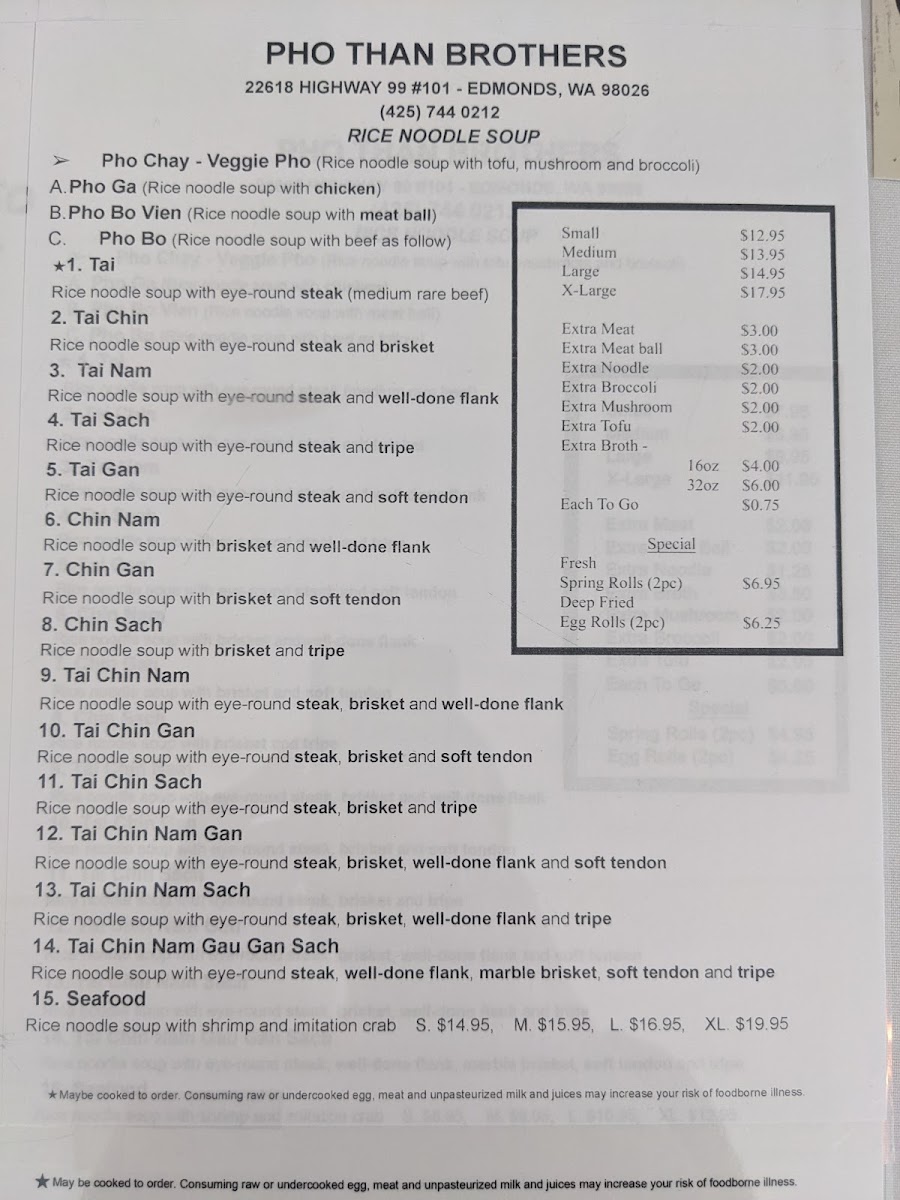 PHO THAN BROTHERS
22618 HIGHWAY 99 #101 - EDMONDS, WA 98026
(425) 744 0212
RICE NOODLE SOUP
➢ Pho Chay - Veggie Pho (Rice noodle soup with tofu, mushroom and broccoli)
A.Pho Ga (Rice noodle soup with chicken)
B.Pho Bo Vien (Rice noodle soup with meat ball)
C. Pho Bo (Rice noodle soup with beef as follow)
★1. Tai
Rice noodle soup with eye-round steak (medium rare beef)
2. Tai Chin
Rice noodle soup with eye-round steak and brisket
3. Tai Nam
Rice noodle soup with eye-round steak and well-done flank
4. Tai Sach
Rice noodle soup with eye-round steak and tripe
5. Tai Gan
Rice noodle soup with eye-round steak and soft tendon
6. Chin Nam
Rice noodle soup with brisket and well-done flank
7. Chin Gan
Rice noodle soup with brisket and soft tendon
8. Chin Sach
Rice noodle soup with brisket and tripe
9. Tai Chin Nam
Rice noodle soup with eye-round steak, brisket and well-done flank
10. Tai Chin Gan
Rice noodle soup with eye-round steak, brisket and soft tendon
11. Tai Chin Sach
Rice noodle soup with eye-round steak, brisket and tripe
12. Tai Chin Nam Gan
Rice noodle soup with eye-round steak, brisket, well-done flank and soft tendon
13. Tai Chin Nam Sach
Rice noodle soup with eye-round steak, brisket, well-done flank and tripe
14. Tai Chin Nam Gau Gan Sach
Rice noodle soup with eye-round steak, well-done flank, marble brisket, soft tendon and tripe
15. Seafood
Rice noodle soup with shrimp and imitation crab S. $14.95, M. $15.95, L. $16.95, XL. $19.95
Small $12.95
Medium $13.95
Large $14.95
X-Large $17.95
Extra Meat $3.00
Extra Meat ball $3.00
Extra Noodle $2.00
Extra Broccoli $2.00
Extra Mushroom $2.00
Extra Tofu $2.00
Extra Broth -
16oz $4.00
32oz $6.00
Each To Go $0.75
Special
Fresh
Spring Rolls (2pc) $6.95
Deep Fried
Egg Rolls (2pc) $6.25
★Maybe cooked to order. Consuming raw or undercooked egg, meat and unpasteurized milk and juices may increase your risk of foodborne illness.
★ May be cooked to order. Consuming raw or undercooked egg, meat and unpasteurized milk and juices may increase your risk of foodborne illness.